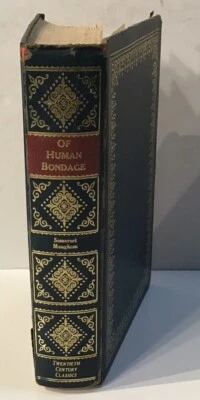 OF
HUMAN
BONDAGE
Somerset
Maugham
TWENTIETH
CENTURY
CLASSICS